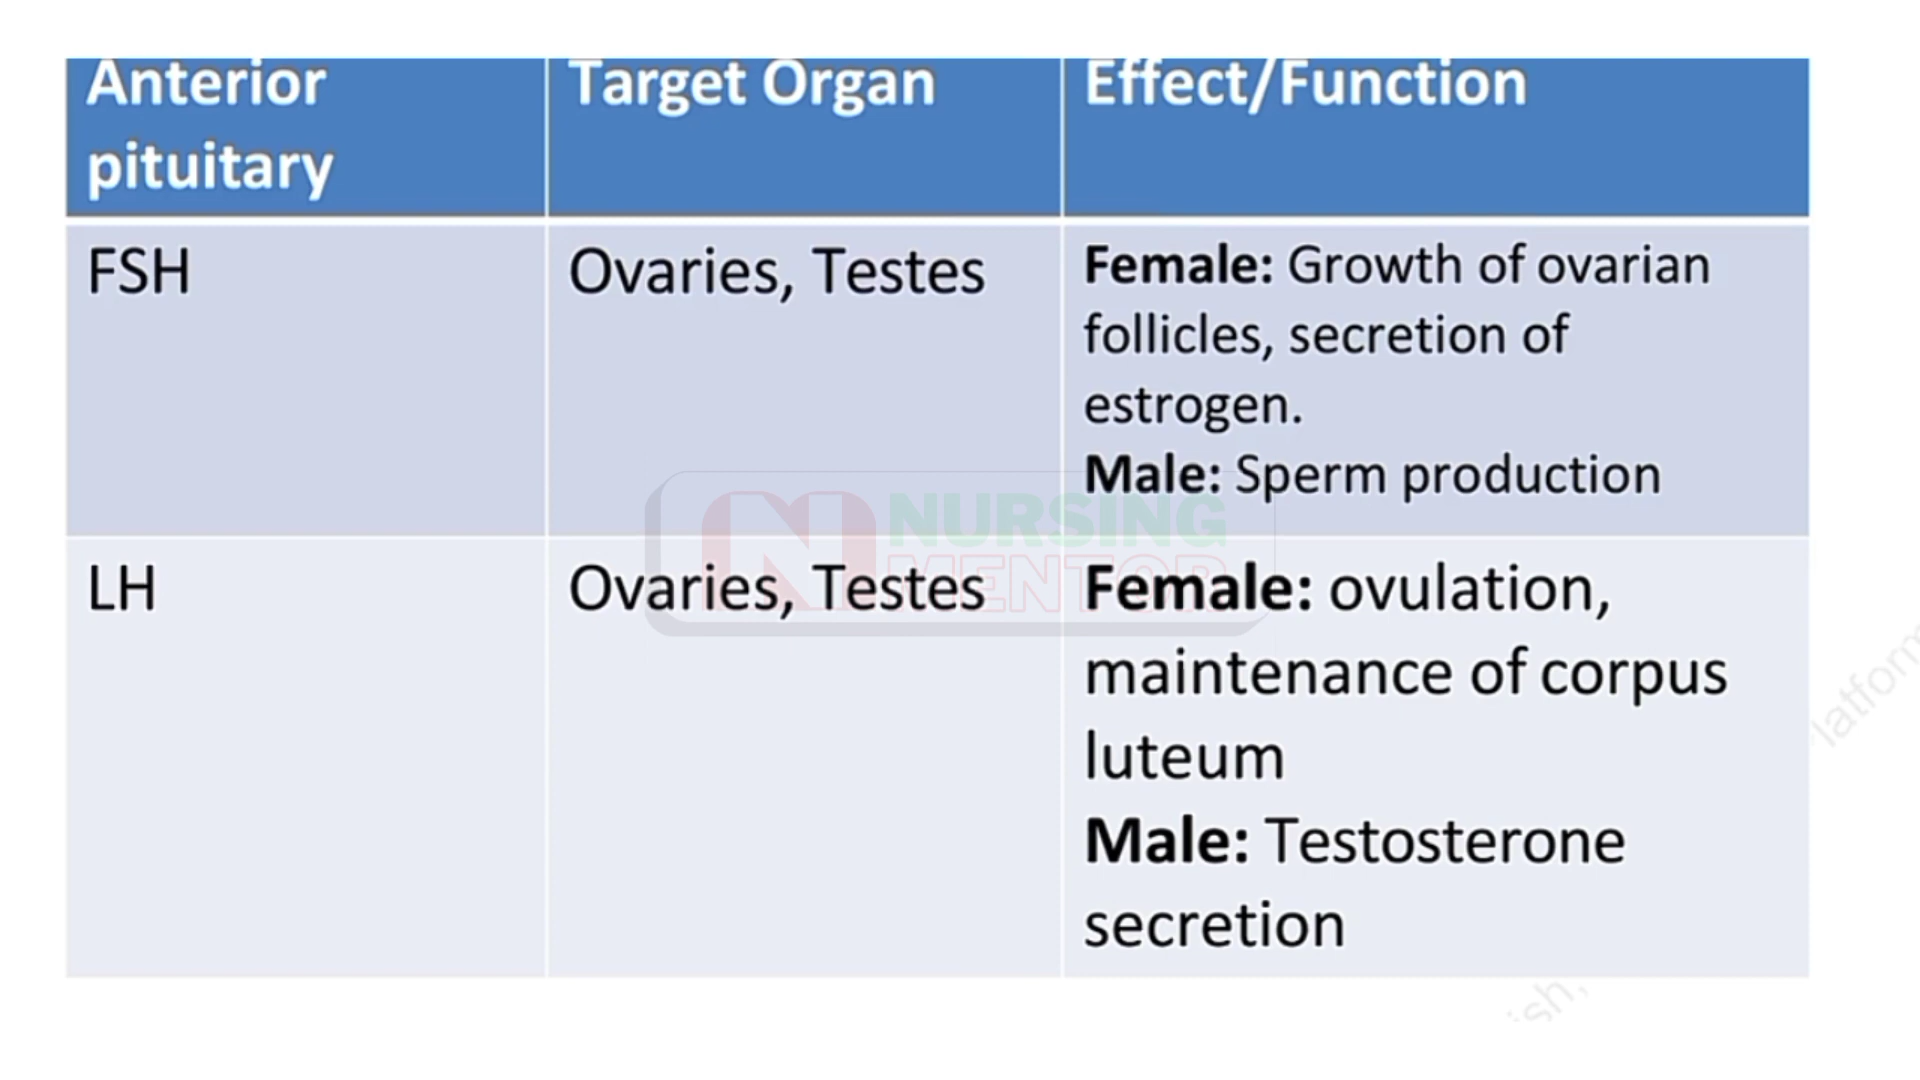 Anterior pituitary
Target Organ
Effect/Function
FSH
Ovaries, Testes
Female: Growth of ovarian
follicles, secretion of
estrogen.
Male: Sperm production
LH
Ovaries, Testes
Female: ovulation,
maintenance of corpus
luteum
Male: Testosterone
secretion
NURSING
MENTOR